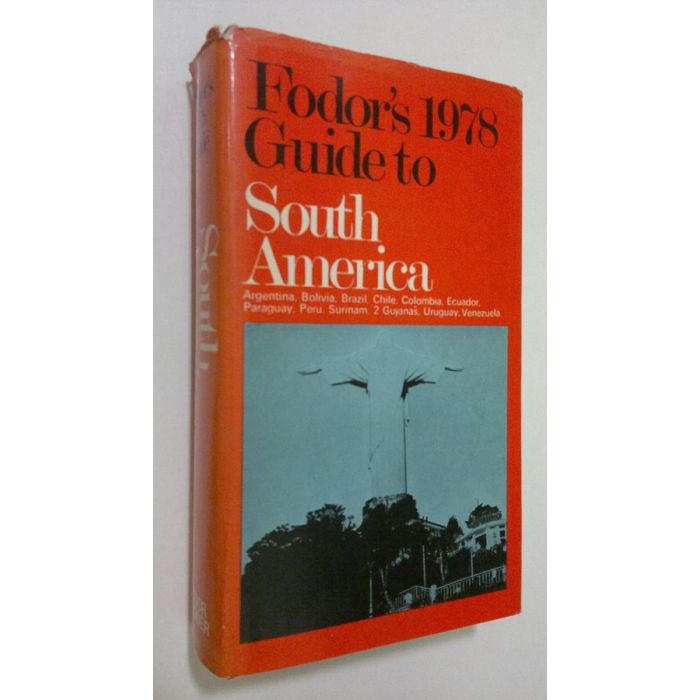 Fodor's 1978
Guide to
South
America
Argentina, Bolivia, Brazil, Chile, Colombia, Ecuador,
Paraguay, Peru, Surinam, 2 Guyanas, Uruguay, Venezuela.
South